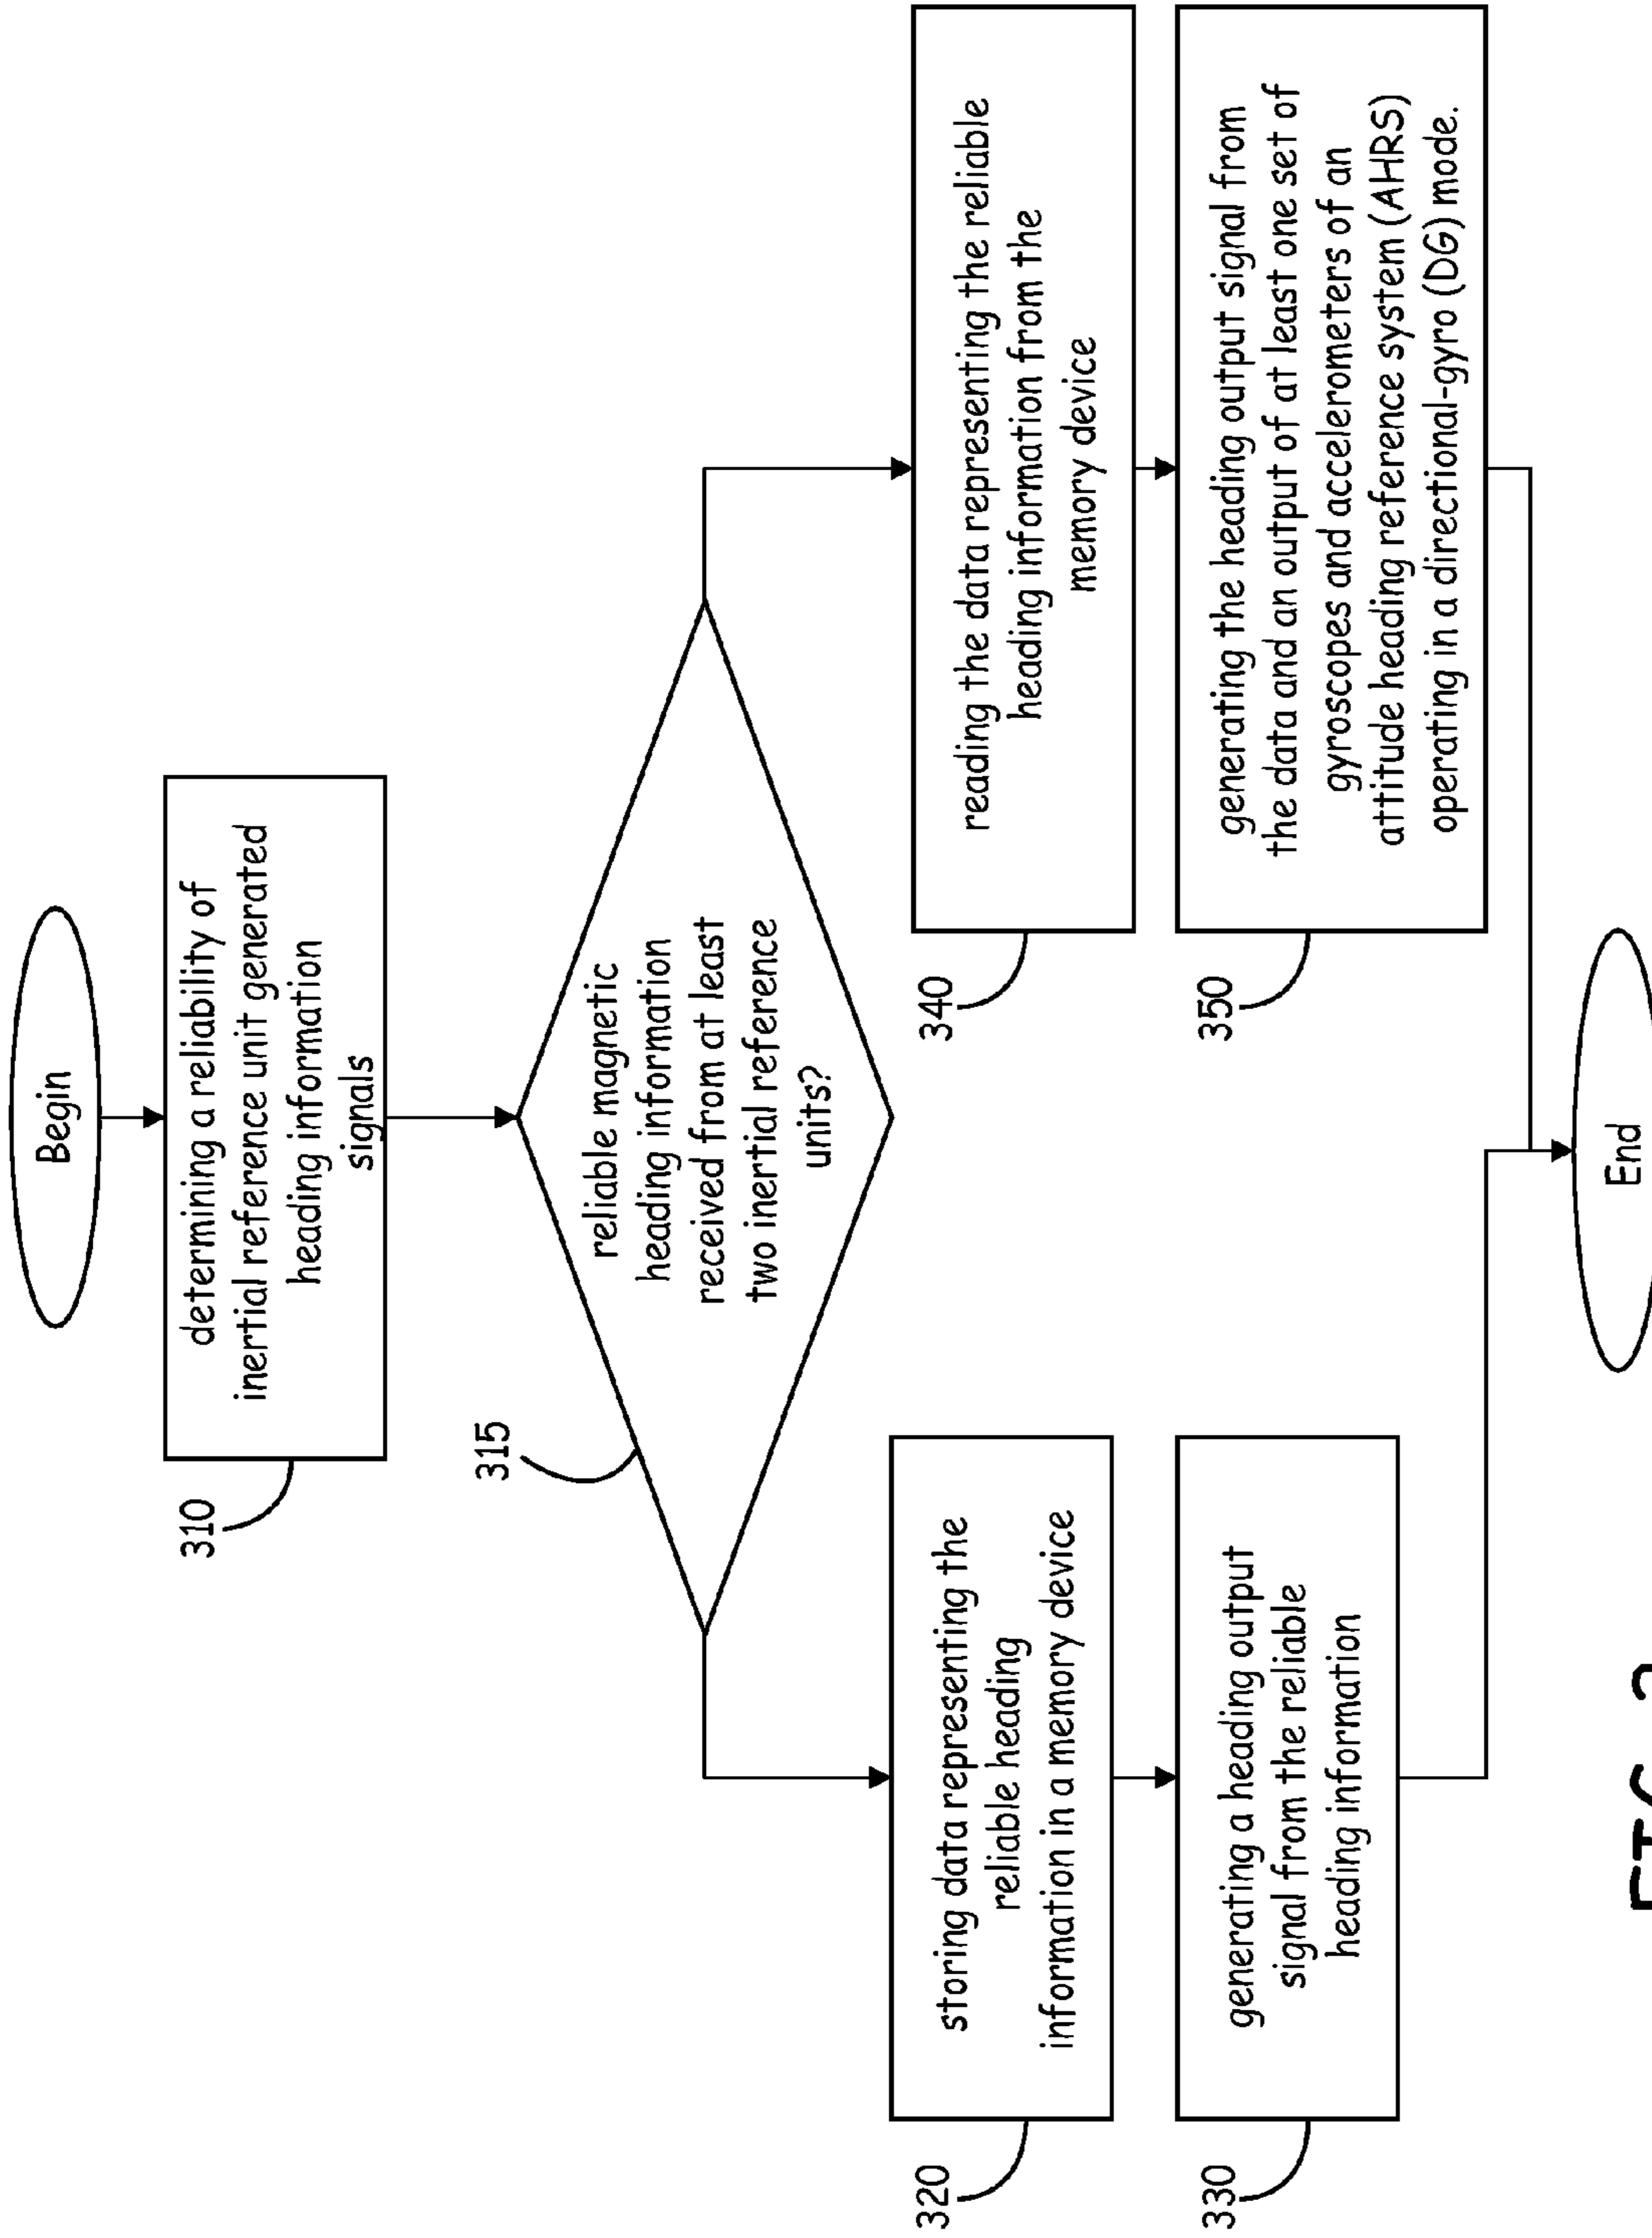 Begin
310
determining a reliability of
inertial reference unit generated
heading information
signals
315
reliable magnetic
heading information
received from at least
two inertial reference
units?
320
storing data representing the
reliable heading
information in a memory device
330
generating a heading output
signal from the reliable
heading information
340
reading the data representing the reliable
heading information from the
memory device
350
generating the heading output signal from
the data and an output of at least one set of
gyroscopes and accelerometers of an
attitude heading reference system (AHRS)
operating in a directional-gyro (DG) mode.
End